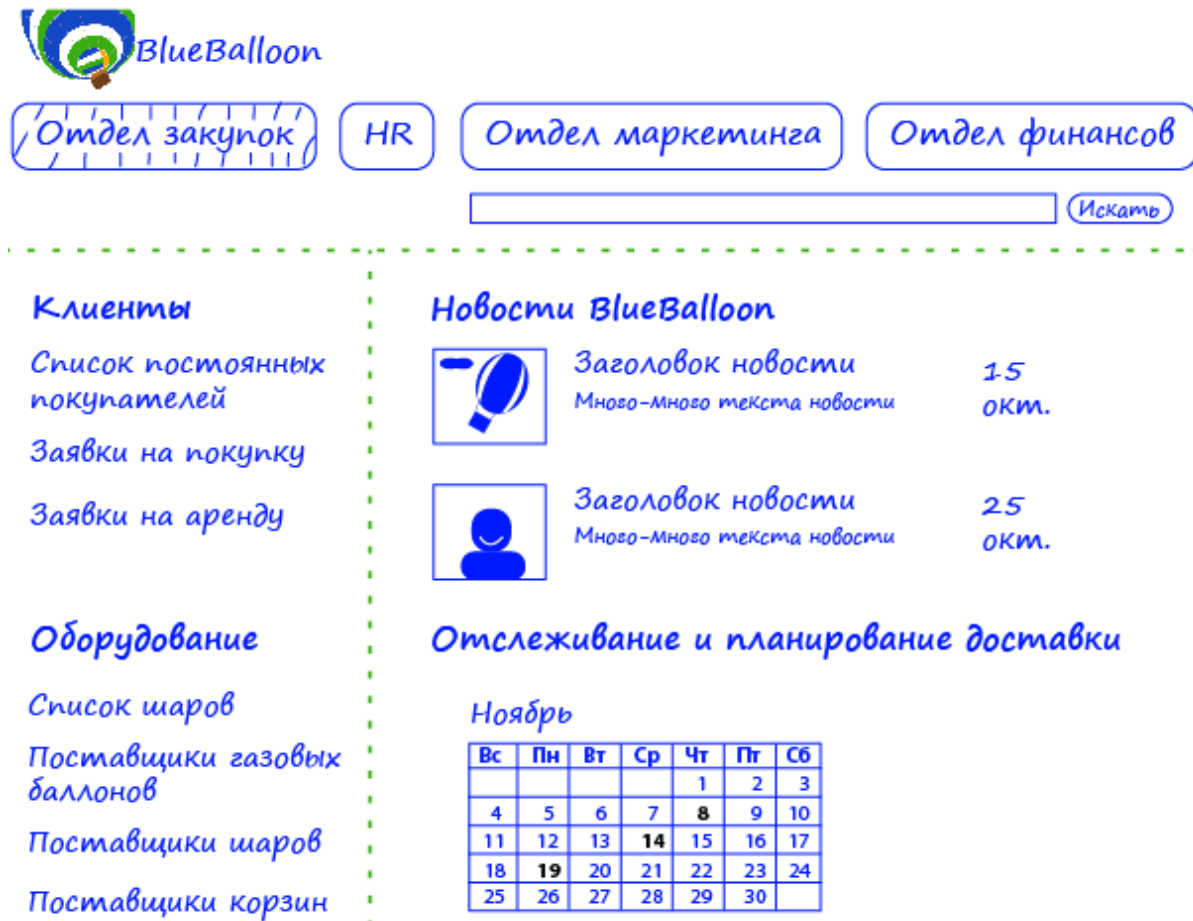 BlueBalloon
Отдел закупок HR Отдел маркетинга Отдел финансов
Искать
Клиенты
Список постоянных
покупателей
Заявки на покупку
Заявки на аренду
Оборудование
Список шаров
Поставщики газовых
баллонов
Поставщики шаров
Поставщики корзин
Новости BlueBalloon
Заголовок новости
Много-много текста новости
15
окт.
Заголовок новости
Много-много текста новости
25
окт.
Отслеживание и планирование доставки
Ноябрь
Вс Пн Вт Ср Чт Пт Сб
1 2 3
4 5 6 7 8 9 10
11 12 13 14 15 16 17
18 19 20 21 22 23 24
25 26 27 28 29 30